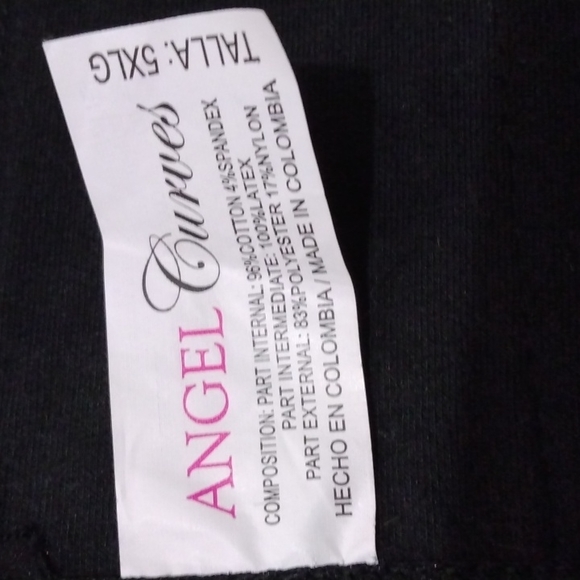 ANGEL Curves
COMPOSITION: PART INTERNAL: 96%COTTON 4%SPANDEX
PART INTERMEDIATE: 100%LATEX
PART EXTERNAL: 83%POLYESTER 17%NYLON
HECHO EN COLOMBIA / MADE IN COLOMBIA
TALLA: 5XLG